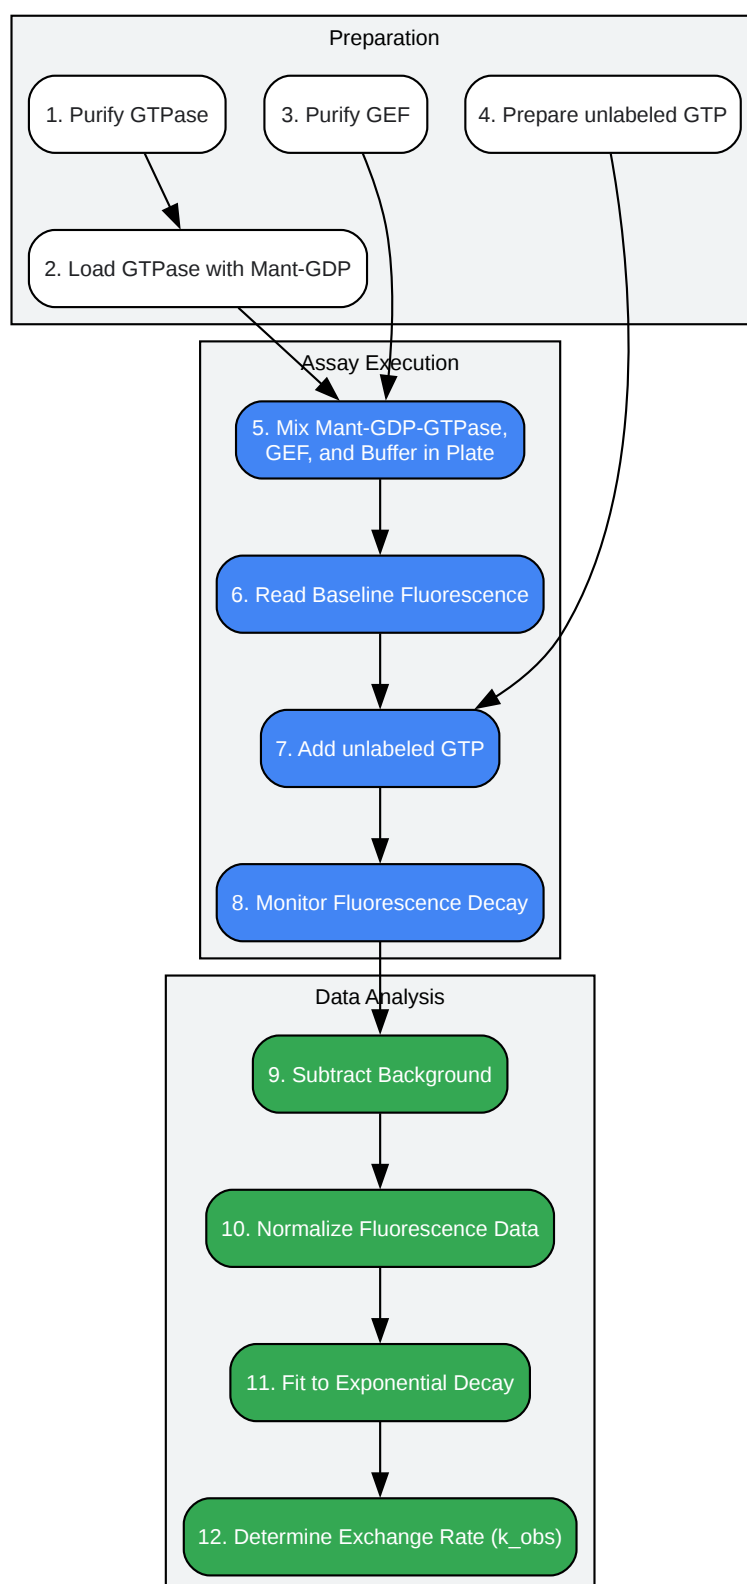 Preparation
1. Purify GTPase
3. Purify GEF
4. Prepare unlabeled GTP
2. Load GTPase with Mant-GDP
Assay Execution
5. Mix Mant-GDP-GTPase,
GEF, and Buffer in Plate
6. Read Baseline Fluorescence
7. Add unlabeled GTP
8. Monitor Fluorescence Decay
Data Analysis
9. Subtract Background
10. Normalize Fluorescence Data
11. Fit to Exponential Decay
12. Determine Exchange Rate (k_obs)